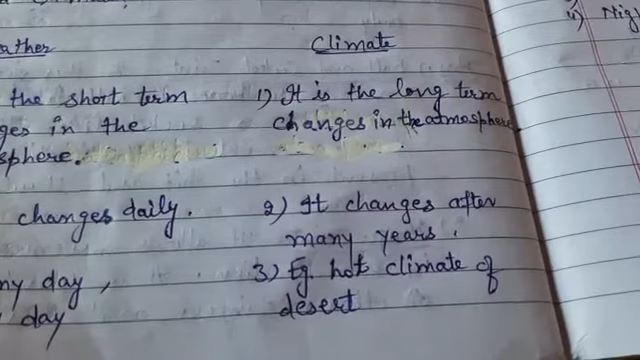 ather
the short term
ges in the
sphere.
changes daily.
ny day,
day
Climate
1) It is the long term
changes in the atmosphere
2) It changes after
many years.
3) Eg. hot climate of
desert
ii)